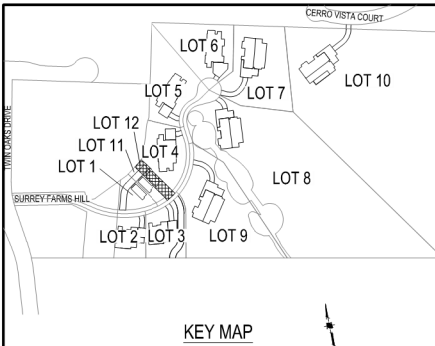 CERRO VISTA COURT
LOT 6
LOT 10
LOT 5
LOT 7
TWIN OAKS DRIVE
LOT 12
LOT 11
LOT 4
LOT 1
LOT 8
SURREY FARMS HILL
LOT 2
LOT 3
LOT 9
KEY MAP